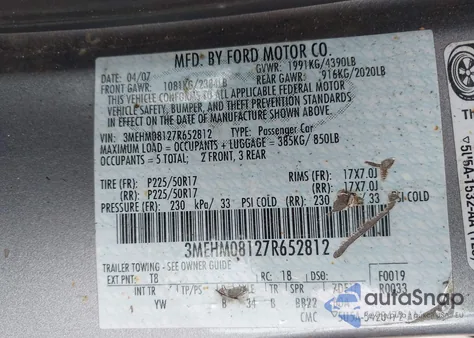 MFD. BY FORD MOTOR CO.
DATE: 04/07 GVWR: 1991KG/4390LB
FRONT GAWR: 1081KG/2384LB REAR GAWR: 916KG/2020LB
THIS VEHICLE CONFORMS TO ALL APPLICABLE FEDERAL MOTOR
VEHICLE SAFETY, BUMPER, AND THEFT PREVENTION STANDARDS
IN EFFECT ON THE DATE OF MANUFACTURE SHOWN ABOVE.
VIN: 3MEHM08127R652812 TYPE: Passenger Car
MAXIMUM LOAD = OCCUPANTS + LUGGAGE = 385KG/ 850LB
OCCUPANTS = 5 TOTAL; 2 FRONT, 3 REAR
TIRE (FR): P225/50R17 RIMS (FR): 17X7.0J
(RR): P225/50R17 (RR): 17X7.0J
PRESSURE (FR): 230 kPa/ 33 PSI COLD (RR): 230 33 PSI COLD
3MEHM08127R652812
TRAILER TOWING - SEE OWNER GUIDE F0019
EXT PNT: T8 RC: 18 DSO: R0033
INT TR TP/PS R TR SPR
YW 34 8 BB22
CMC
AutoSnap